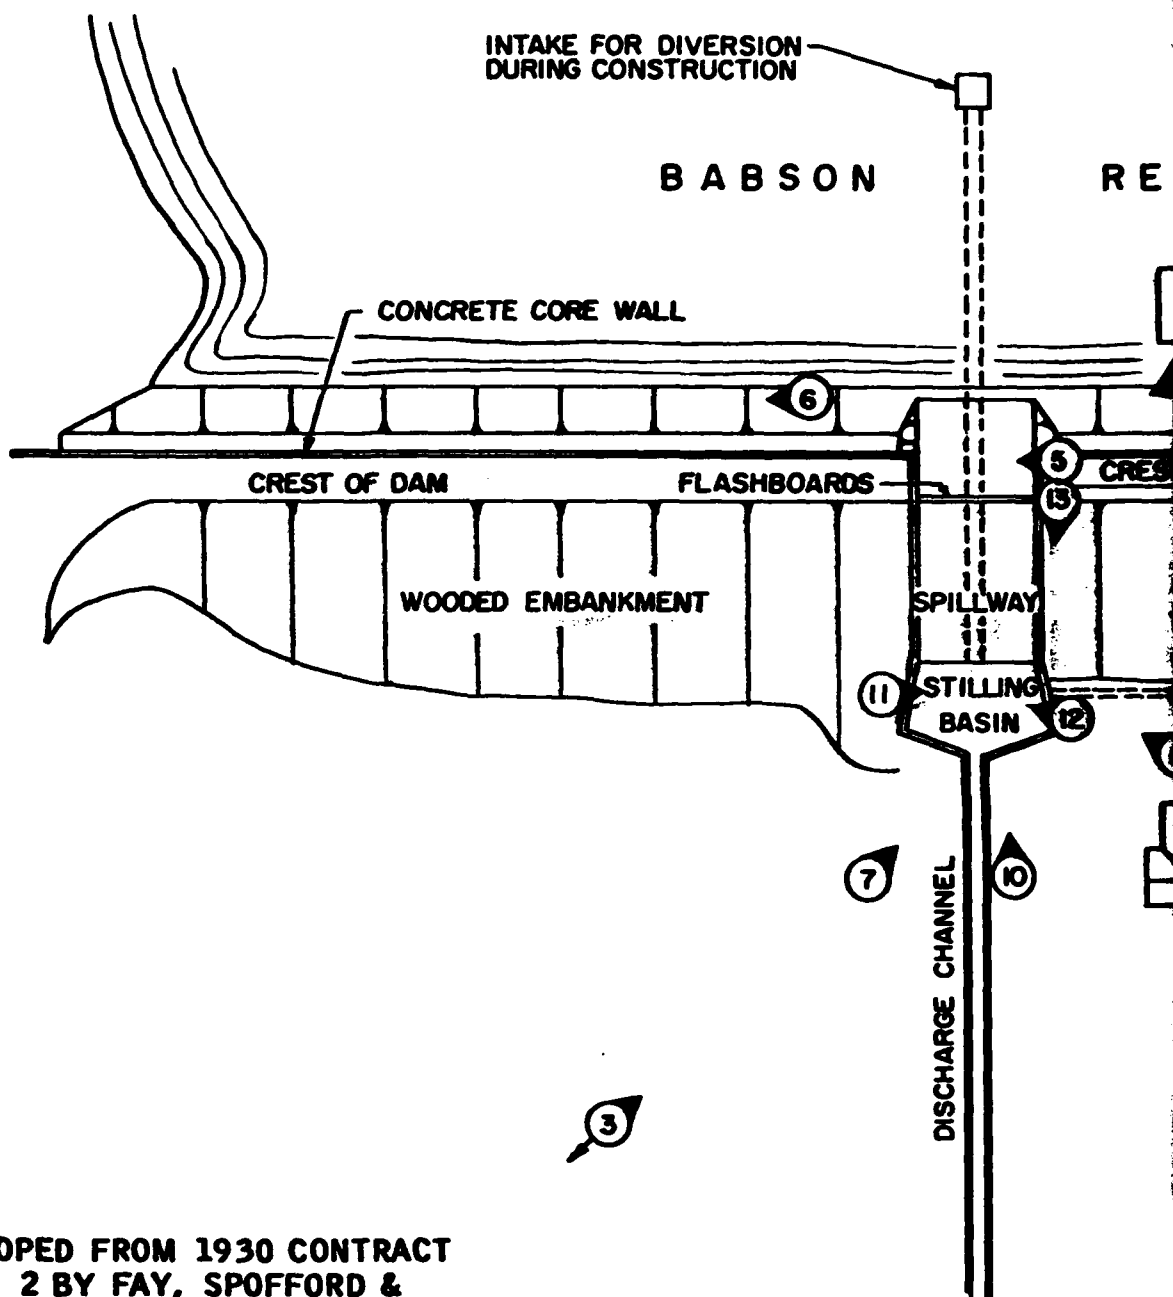 INTAKE FOR DIVERSION
DURING CONSTRUCTION
BABSON RE
CONCRETE CORE WALL
6
5
CREST OF DAM
FLASHBOARDS
CRES
13
WOODED EMBANKMENT
SPILLWAY
11
STILLING
BASIN
12
7
10
DISCHARGE CHANNEL
3
OPED FROM 1930 CONTRACT
2 BY FAY, SPOFFORD &